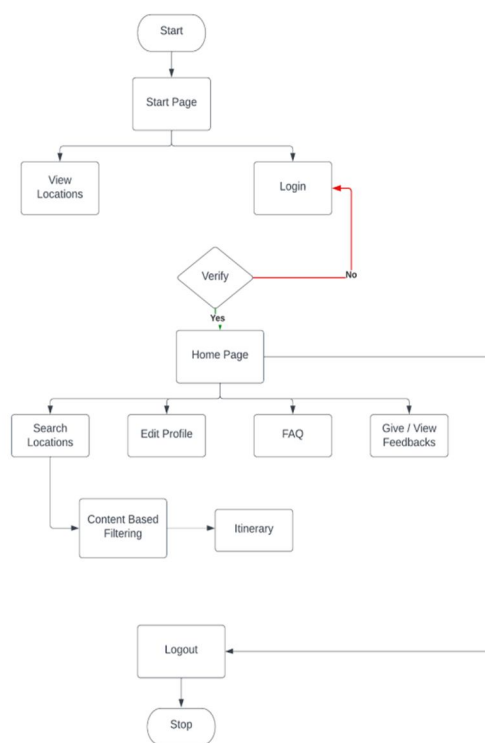 Start
Start Page
View
Locations
Login
Verify
No
Yes
Home Page
Search
Locations
Edit Profile
FAQ
Give / View
Feedbacks
Content Based
Filtering
Itinerary
Logout
Stop